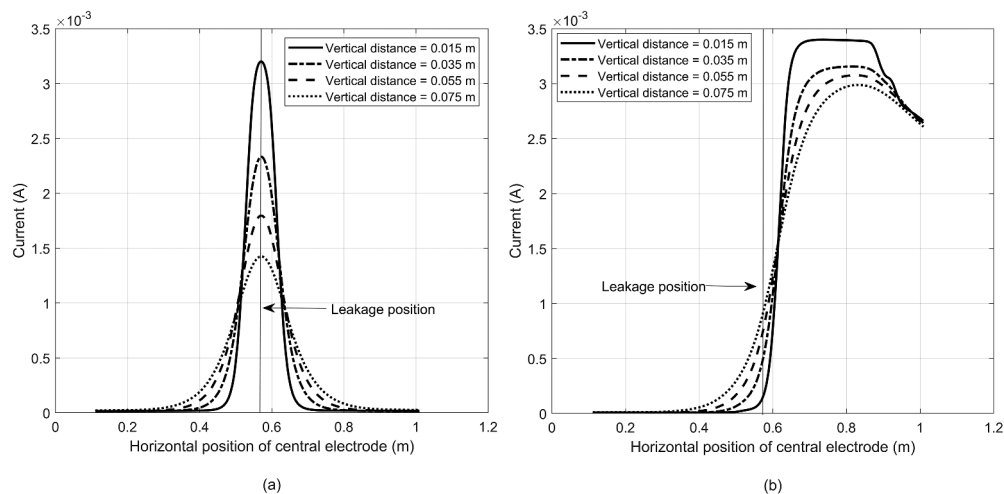 ×10⁻³
3.5
3
2.5
2
1.5
1
0.5
0
Current (A)
Vertical distance = 0.015 m
Vertical distance = 0.035 m
Vertical distance = 0.055 m
Vertical distance = 0.075 m
Leakage position
0 0.2 0.4 0.6 0.8 1 1.2
Horizontal position of central electrode (m)
(a)
×10⁻³
3.5
3
2.5
2
1.5
1
0.5
0
Current (A)
Vertical distance = 0.015 m
Vertical distance = 0.035 m
Vertical distance = 0.055 m
Vertical distance = 0.075 m
Leakage position
0 0.2 0.4 0.6 0.8 1 1.2
Horizontal position of central electrode (m)
(b)